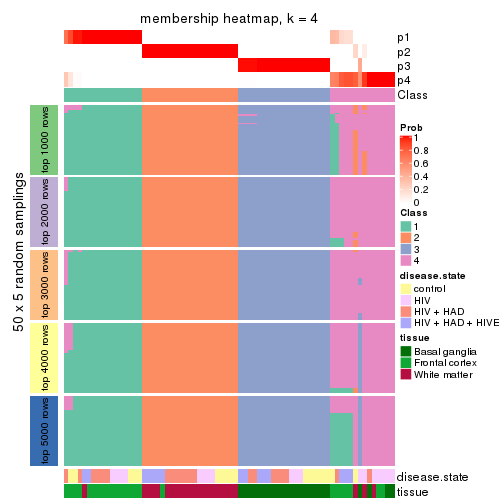 membership heatmap, k = 4
p1
p2
p3
p4
Class
50 x 5 random samplings
top 1000 rows
top 2000 rows
top 3000 rows
top 4000 rows
top 5000 rows
disease.state
tissue
Prob
1
0.8
0.6
0.4
0.2
0
Class
1
2
3
4
disease.state
control
HIV
HIV + HAD
HIV + HAD + HIVE
tissue
Basal ganglia
Frontal cortex
White matter